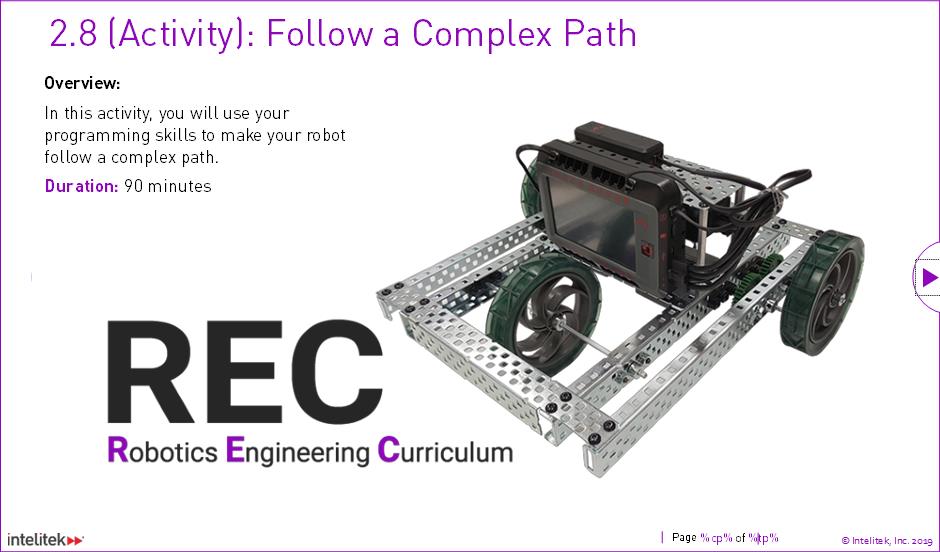 2.8 (Activity): Follow a Complex Path
Overview:
In this activity, you will use your
programming skills to make your robot
follow a complex path.
Duration: 90 minutes
REC
Robotics Engineering Curriculum
intelitek
Page %cp% of %tp%
© Intelitek, Inc. 2019